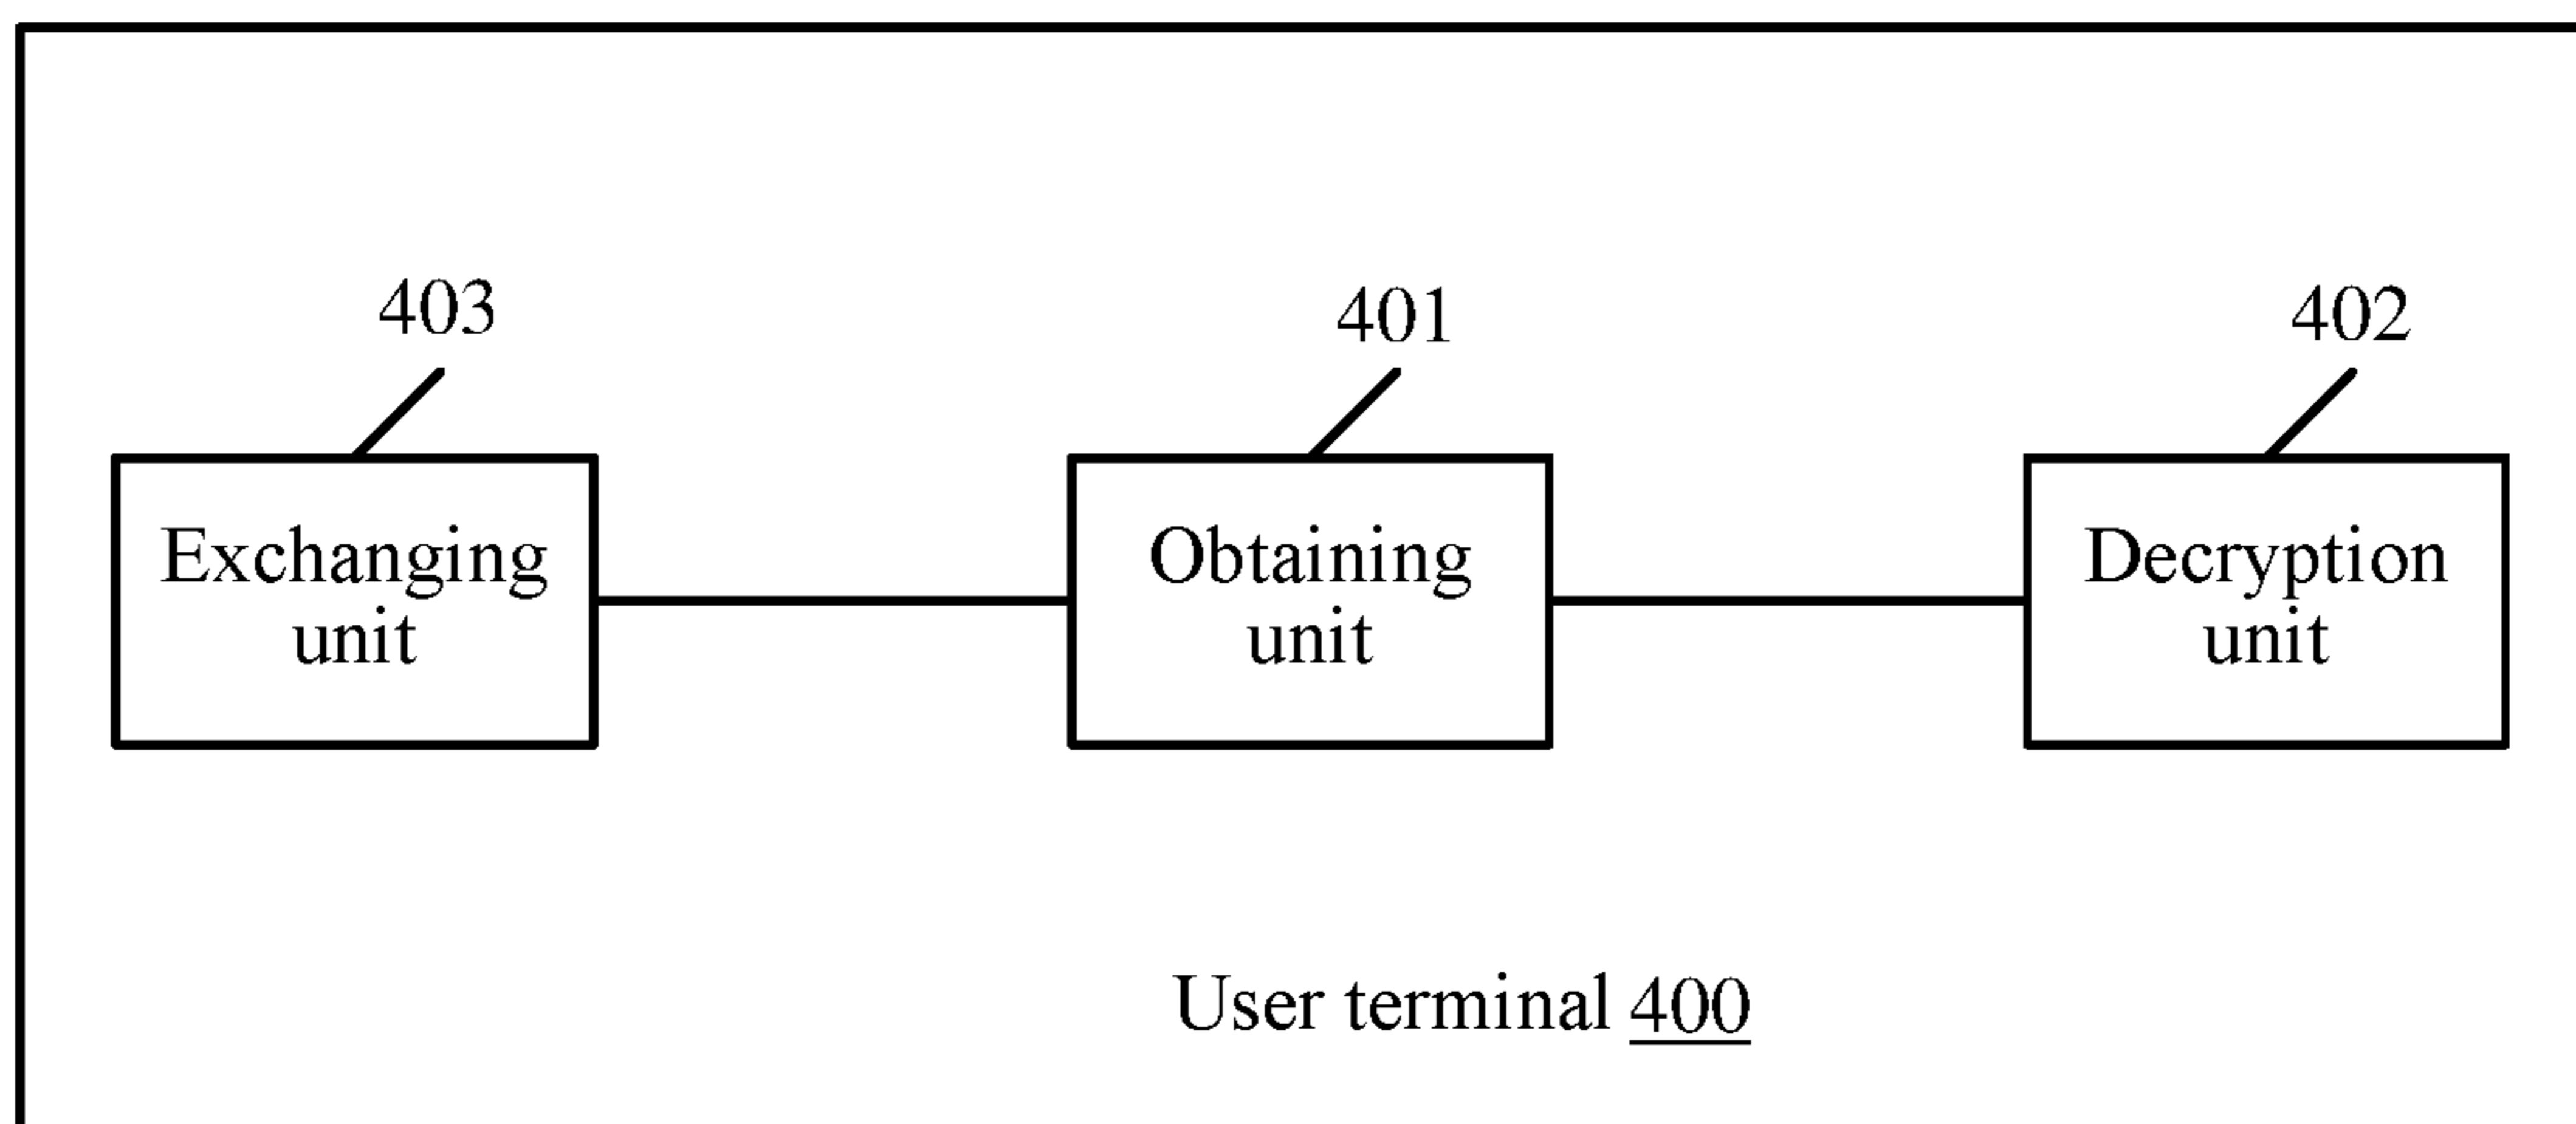 403
401
402
Exchanging
unit
Obtaining
unit
Decryption
unit
User terminal 400